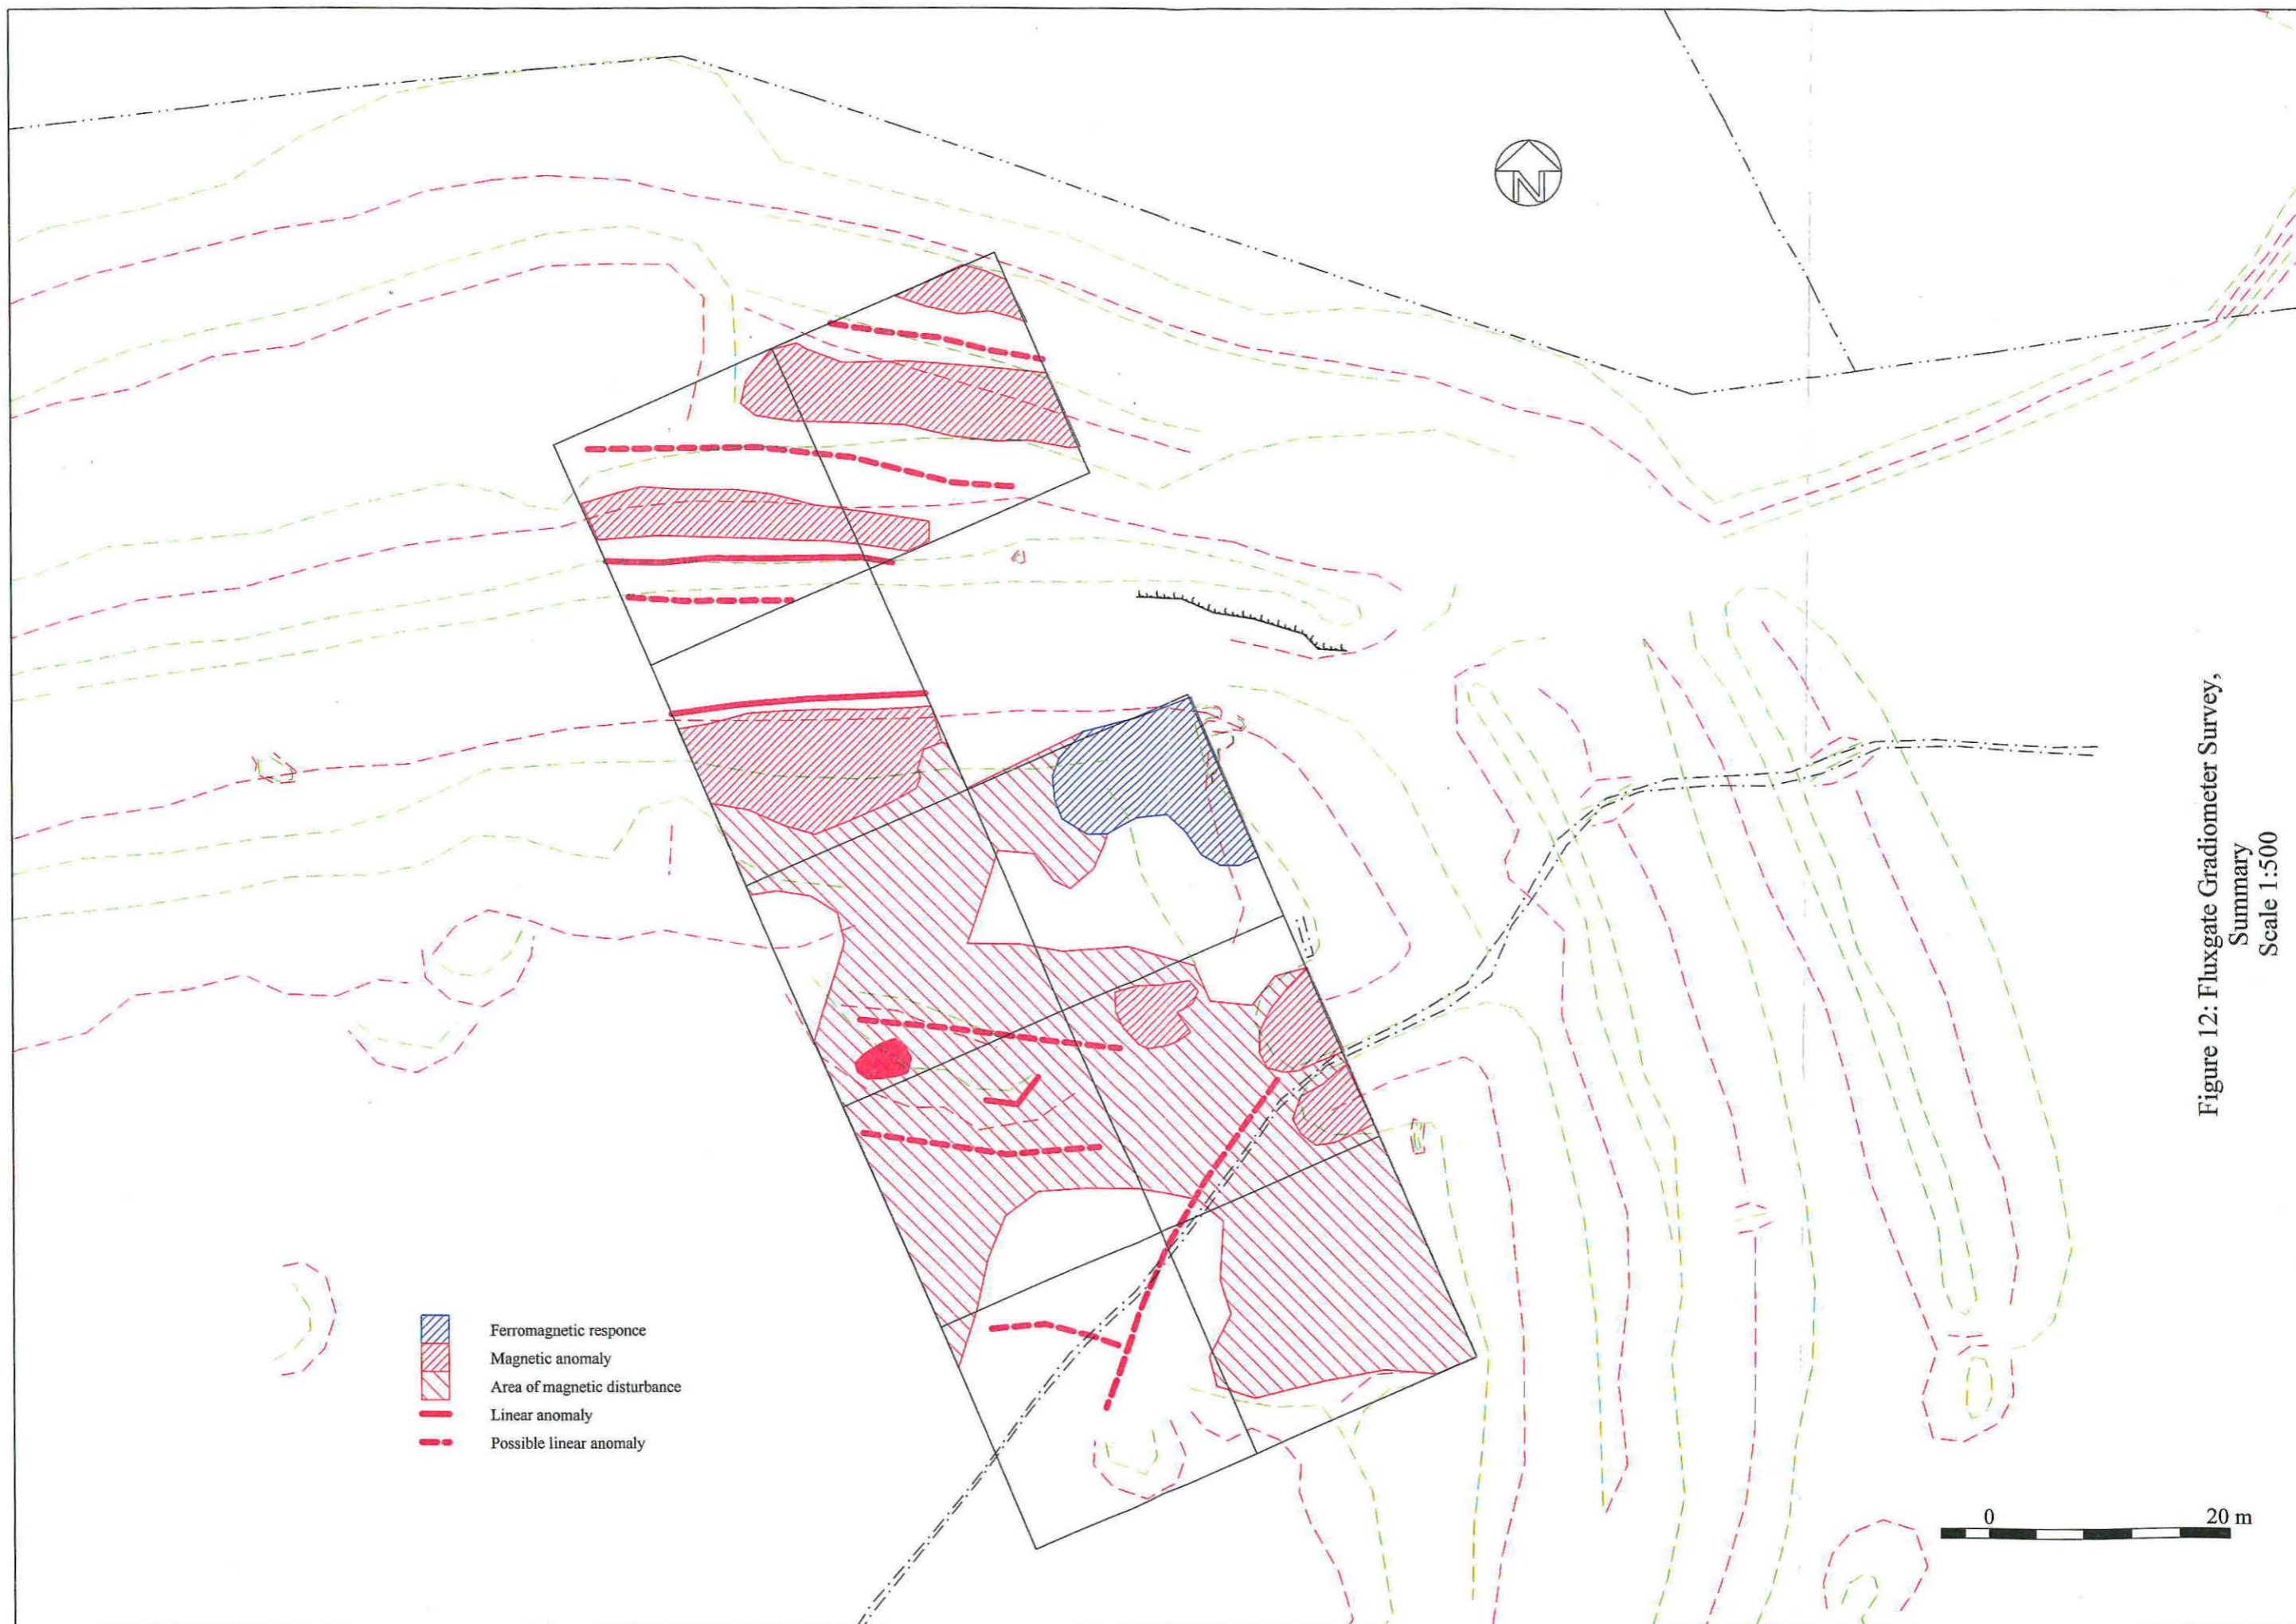 N
Ferromagnetic responce
Magnetic anomaly
Area of magnetic disturbance
Linear anomaly
Possible linear anomaly
0 20 m
Figure 12: Fluxgate Gradiometer Survey,
Summary
Scale 1:500